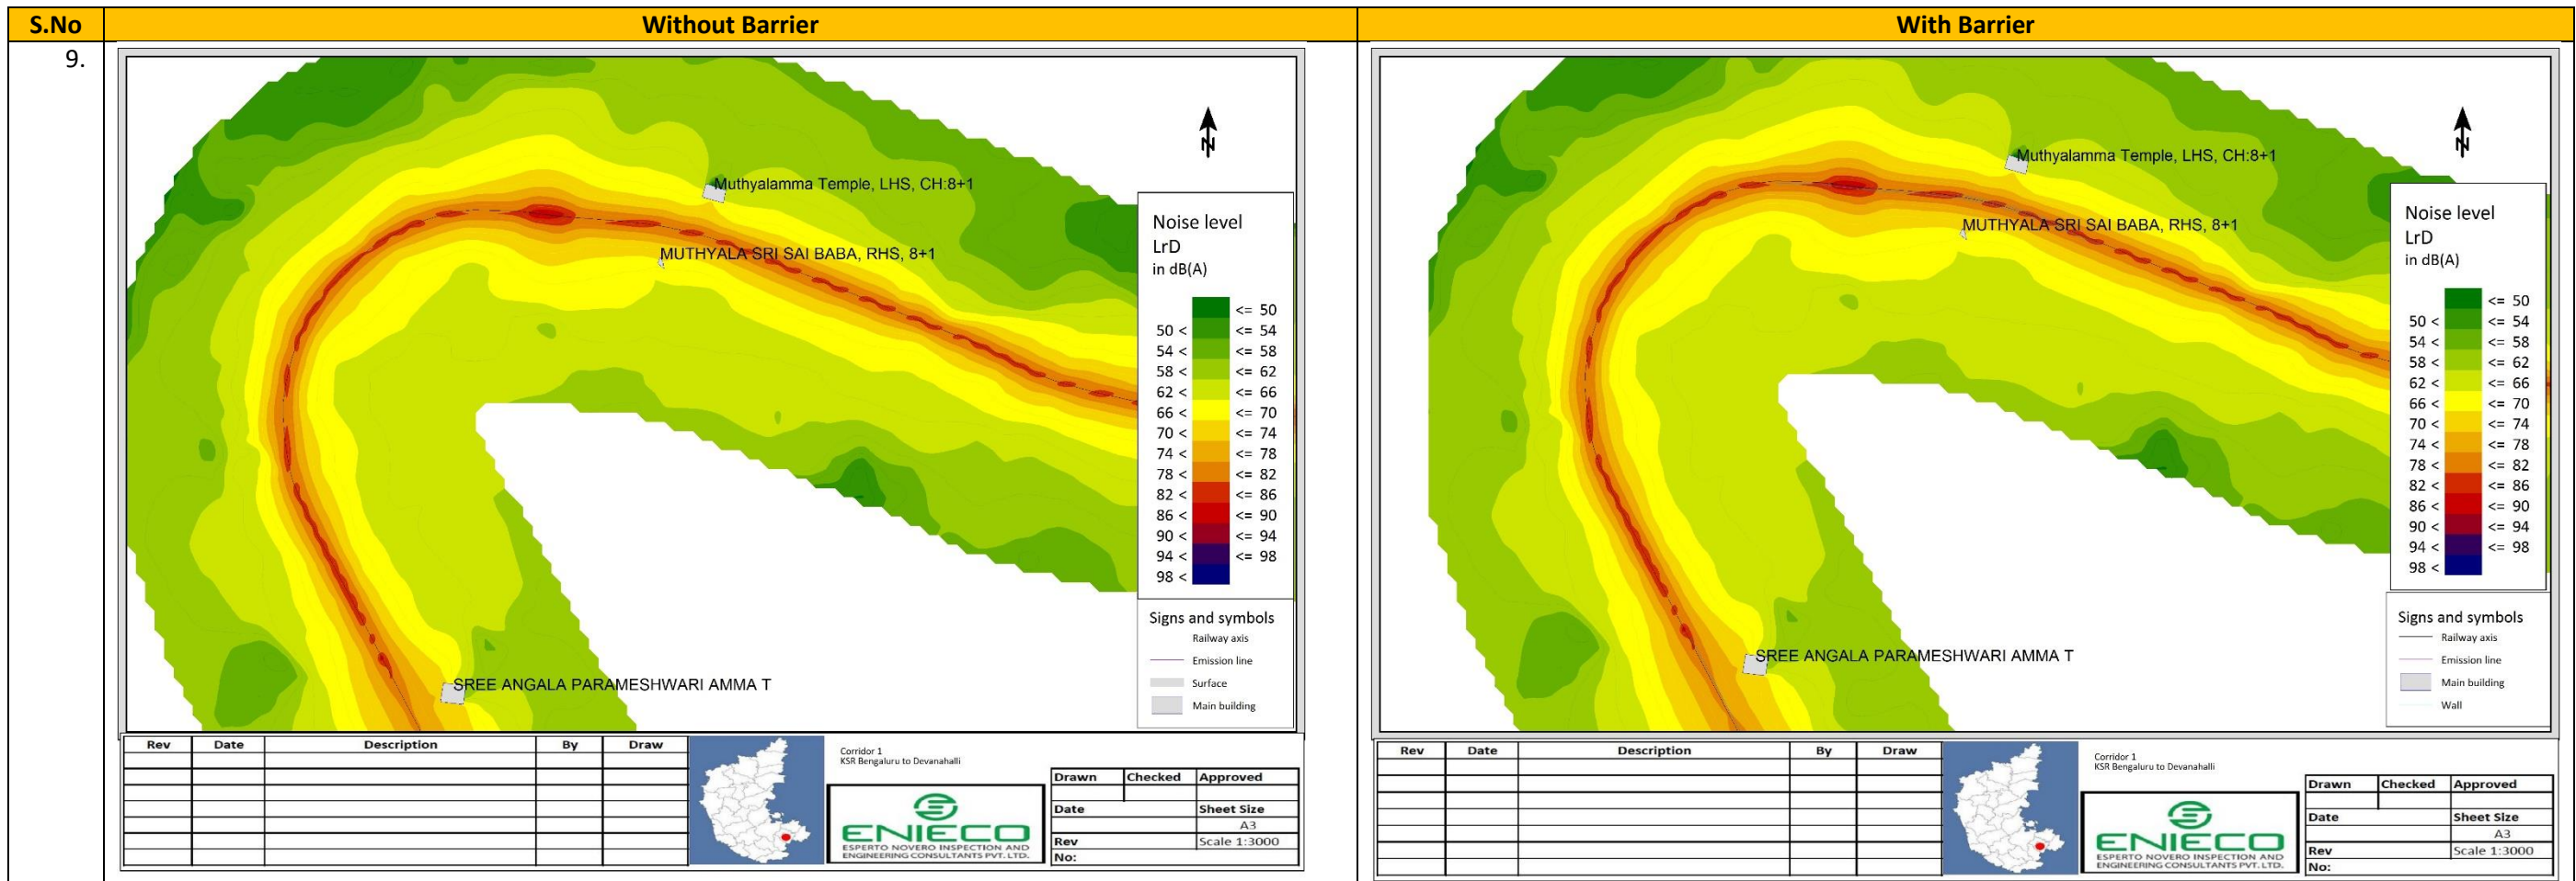 S.No Without Barrier With Barrier
9.
Muthyalamma Temple, LHS, CH:8+1
MUTHYALA SRI SAI BABA, RHS, 8+1
SREE ANGALA PARAMESHWARI AMMA T
N
Noise level
LrD
in dB(A)
<= 50
50 < <= 54
54 < <= 58
58 < <= 62
62 < <= 66
66 < <= 70
70 < <= 74
74 < <= 78
78 < <= 82
82 < <= 86
86 < <= 90
90 < <= 94
94 < <= 98
98 <
Signs and symbols
Railway axis
Emission line
Surface
Main building
Rev Date Description By Draw
Corridor 1
KSR Bengaluru to Devanahalli
ENIECO
ESPERTO NOVERO INSPECTION AND
ENGINEERING CONSULTANTS PVT. LTD.
Drawn Checked Approved
Date Sheet Size
A3
Rev Scale 1:3000
No:
Muthyalamma Temple, LHS, CH:8+1
MUTHYALA SRI SAI BABA, RHS, 8+1
SREE ANGALA PARAMESHWARI AMMA T
N
Noise level
LrD
in dB(A)
<= 50
50 < <= 54
54 < <= 58
58 < <= 62
62 < <= 66
66 < <= 70
70 < <= 74
74 < <= 78
78 < <= 82
82 < <= 86
86 < <= 90
90 < <= 94
94 < <= 98
98 <
Signs and symbols
Railway axis
Emission line
Main building
Wall
Rev Date Description By Draw
Corridor 1
KSR Bengaluru to Devanahalli
ENIECO
ESPERTO NOVERO INSPECTION AND
ENGINEERING CONSULTANTS PVT. LTD.
Drawn Checked Approved
Date Sheet Size
A3
Rev Scale 1:3000
No: